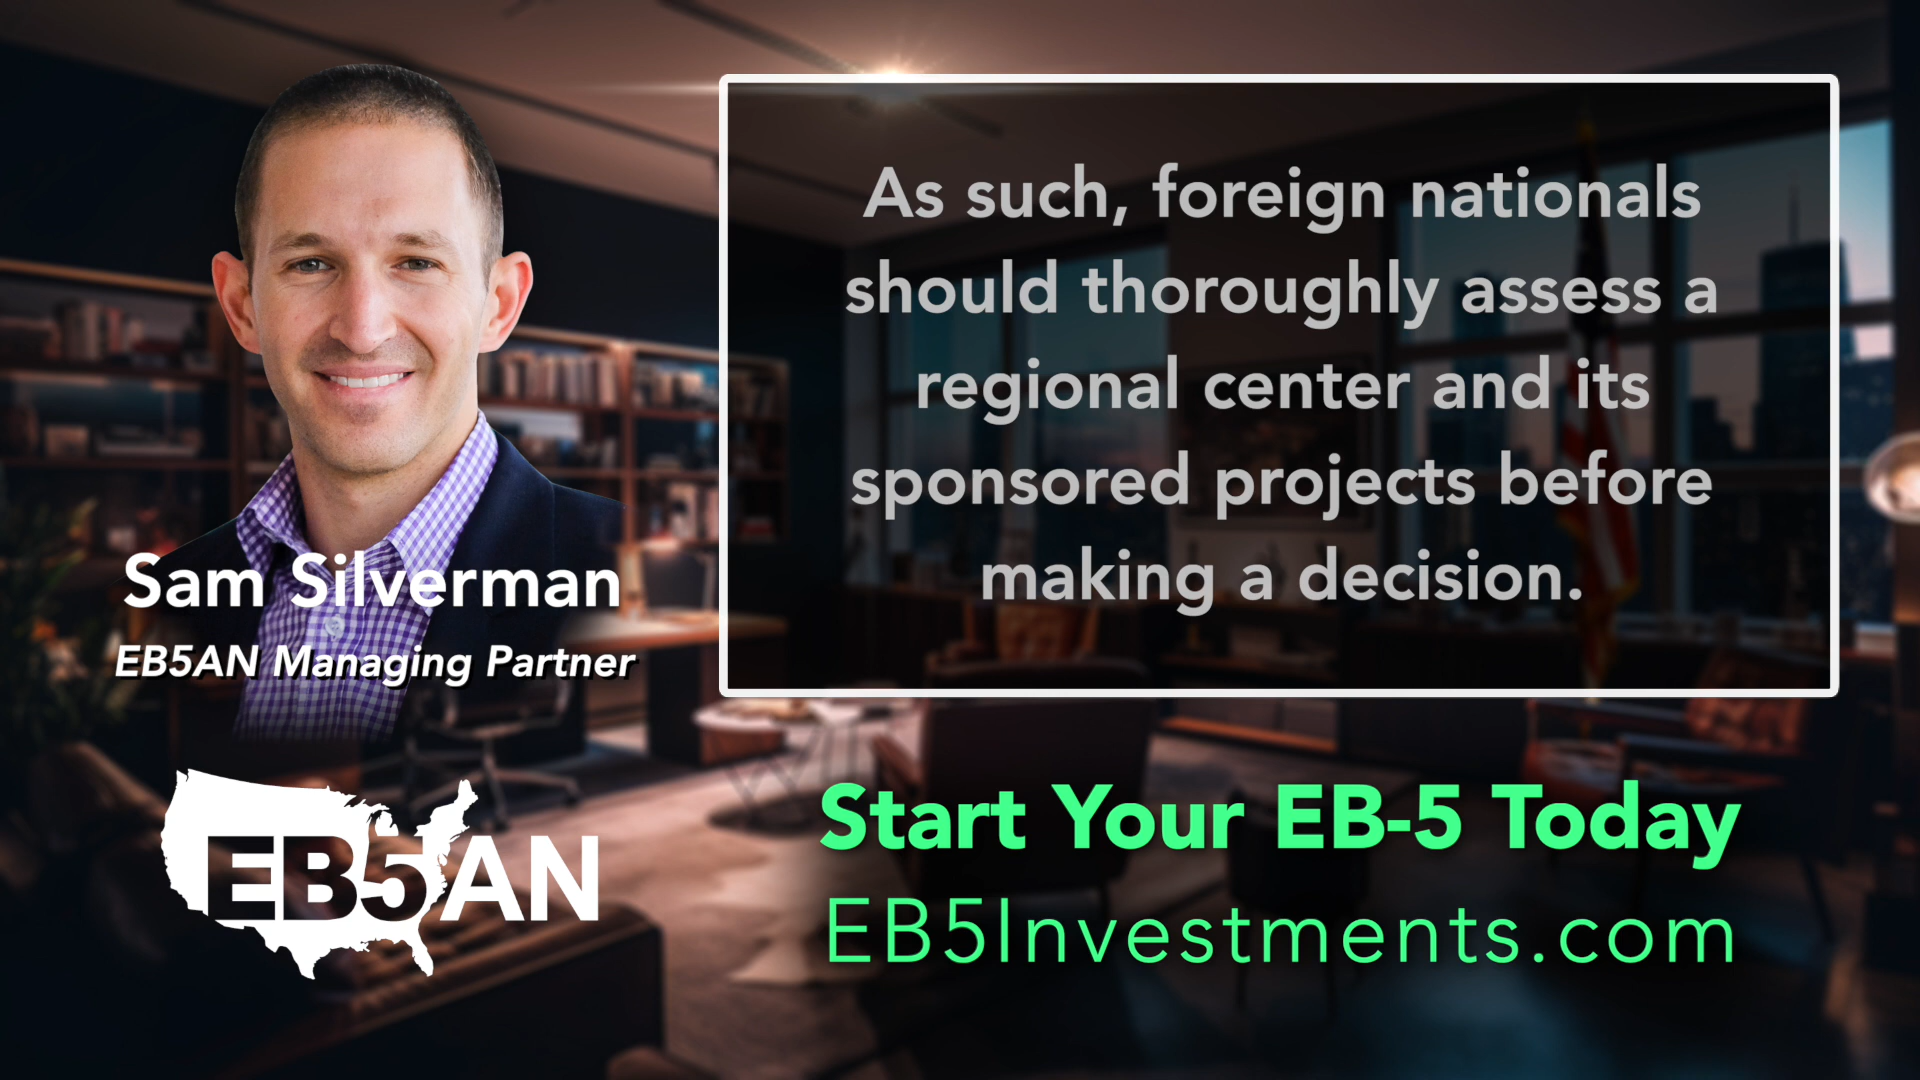 As such, foreign nationals
should thoroughly assess a
regional center and its
sponsored projects before
making a decision.
Sam Silverman
EB5AN Managing Partner
EB5AN
Start Your EB-5 Today
EB5Investments.com